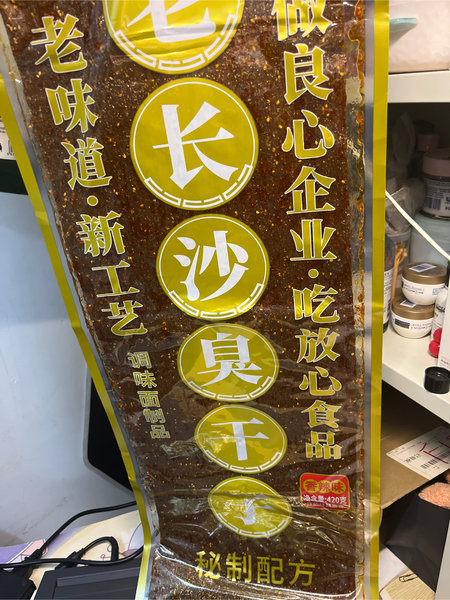 做良心企业·吃放心食品
老长沙臭干子
老味道·新工艺
调味面制品
香辣味
净含量:420克
秘制配方